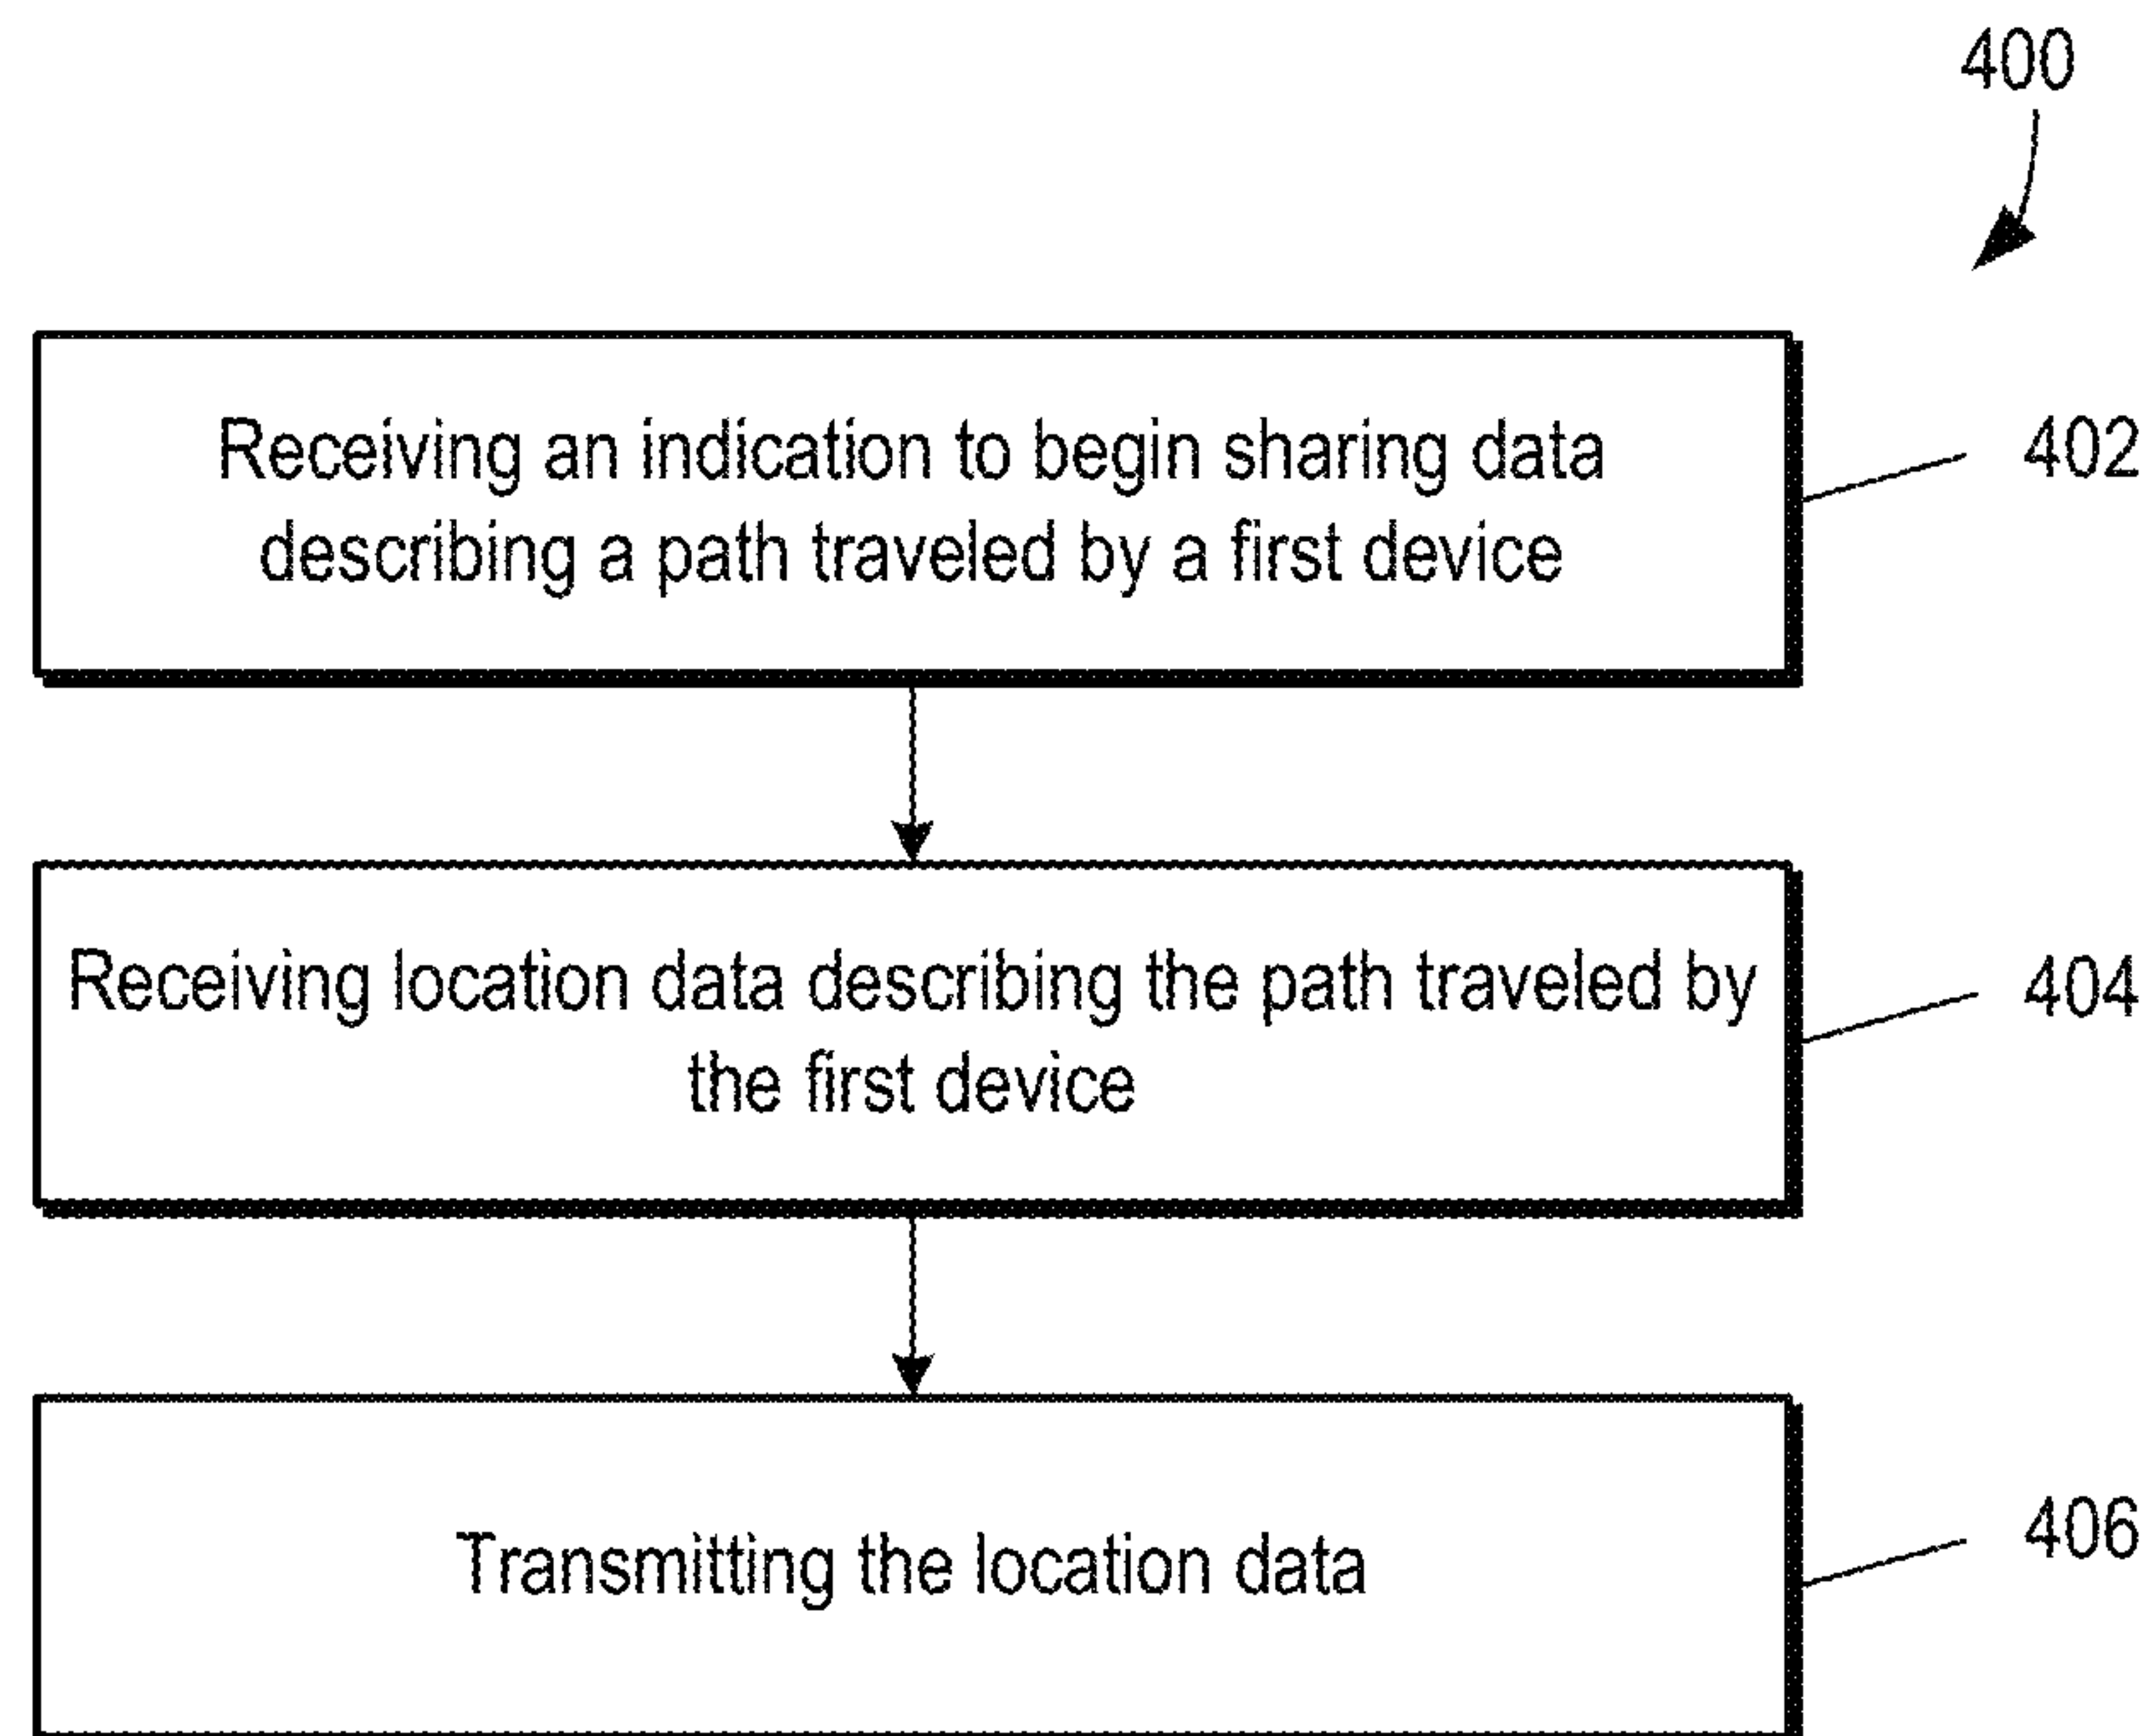 400
Receiving an indication to begin sharing data
describing a path traveled by a first device
402
Receiving location data describing the path traveled by
the first device
404
Transmitting the location data
406